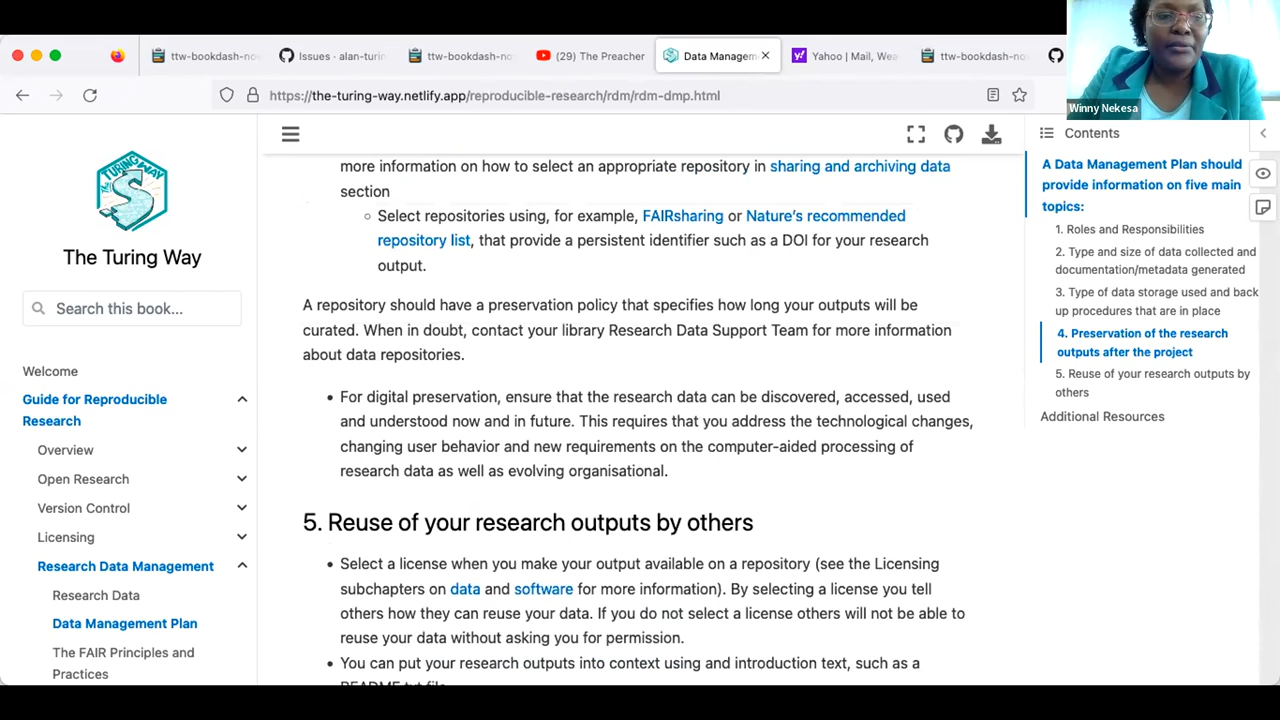 ttw-bookdash-nov
Issues · alan-turin
ttw-bookdash-nov
(29) The Preacher
Data Managem
Yahoo | Mail, Wea
ttw-bookdash-nov
https://the-turing-way.netlify.app/reproducible-research/rdm/rdm-dmp.html
Winny Nekesa
The Turing Way
Search this book...
Welcome
Guide for Reproducible
Research
Overview
Open Research
Version Control
Licensing
Research Data Management
Research Data
Data Management Plan
The FAIR Principles and
Practices
more information on how to select an appropriate repository in sharing and archiving data
section
Select repositories using, for example, FAIRsharing or Nature's recommended
repository list, that provide a persistent identifier such as a DOI for your research
output.
A repository should have a preservation policy that specifies how long your outputs will be
curated. When in doubt, contact your library Research Data Support Team for more information
about data repositories.
For digital preservation, ensure that the research data can be discovered, accessed, used
and understood now and in future. This requires that you address the technological changes,
changing user behavior and new requirements on the computer-aided processing of
research data as well as evolving organisational.
5. Reuse of your research outputs by others
Select a license when you make your output available on a repository (see the Licensing
subchapters on data and software for more information). By selecting a license you tell
others how they can reuse your data. If you do not select a license others will not be able to
reuse your data without asking you for permission.
You can put your research outputs into context using and introduction text, such as a
README.txt file
Contents
A Data Management Plan should
provide information on five main
topics:
1. Roles and Responsibilities
2. Type and size of data collected and
documentation/metadata generated
3. Type of data storage used and back
up procedures that are in place
4. Preservation of the research
outputs after the project
5. Reuse of your research outputs by
others
Additional Resources